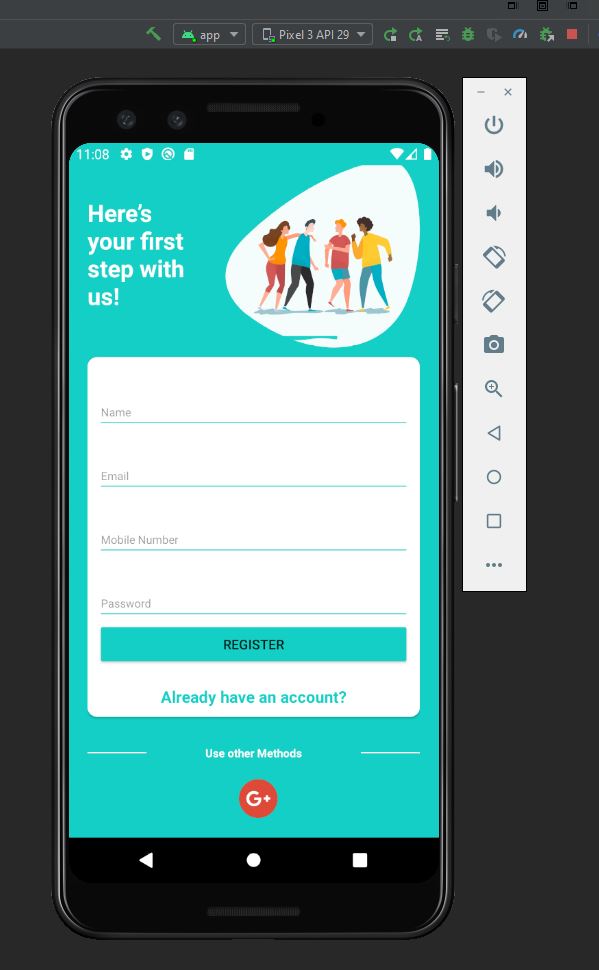 app
Pixel 3 API 29
11:08
Here's
your first
step with
us!
Name
Email
Mobile Number
Password
REGISTER
Already have an account?
Use other Methods
G+